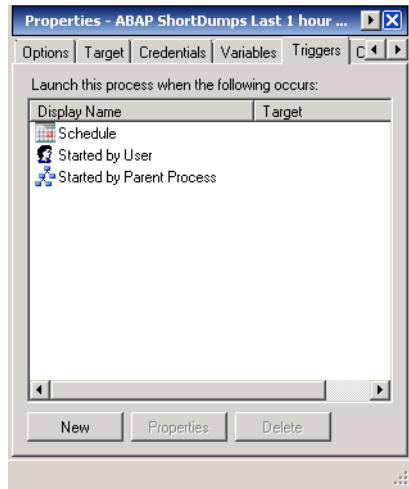 Properties - ABAP ShortDumps Last 1 hour ...
Options Target Credentials Variables Triggers
Launch this process when the following occurs:
Display Name Target
Schedule
Started by User
Started by Parent Process
New Properties Delete